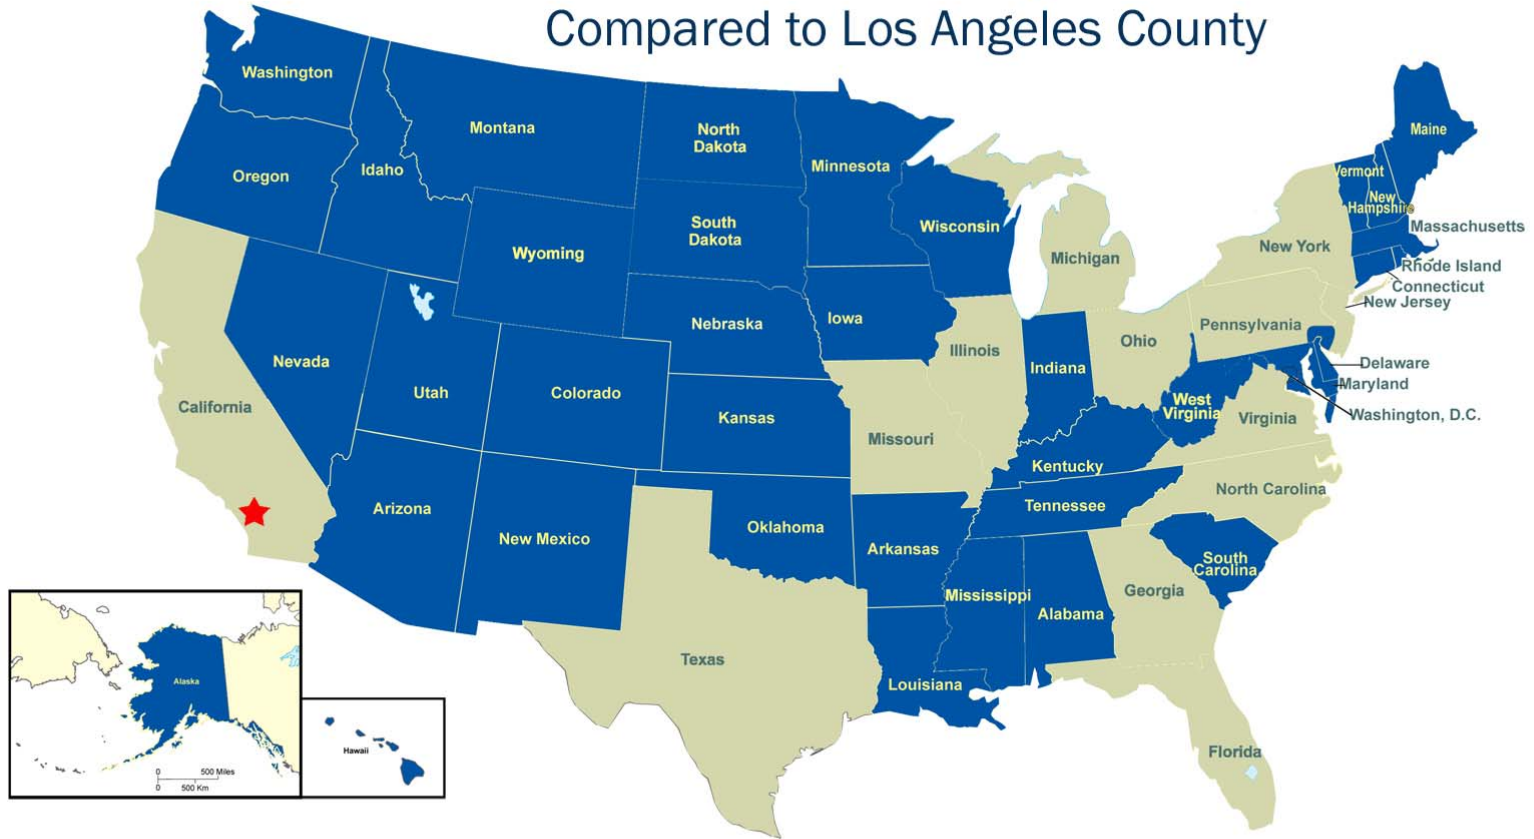 Compared to Los Angeles County
Washington
Montana
North
Dakota
Minnesota
Maine
Oregon
Idaho
Vermont
New
Hampshire
Wisconsin
Massachusetts
South
Dakota
Wyoming
Michigan
New York
Rhode Island
Connecticut
New Jersey
Nebraska
Iowa
Pennsylvania
Illinois
Ohio
Indiana
Nevada
Delaware
Maryland
Utah
Colorado
California
Kansas
West
Virginia
Washington, D.C.
Virginia
Missouri
Kentucky
North Carolina
Tennessee
Arizona
New Mexico
Oklahoma
Arkansas
South
Carolina
Georgia
Mississippi
Alabama
Texas
Louisiana
Alaska
Florida
Hawaii
0 500 Miles
0 500 Km